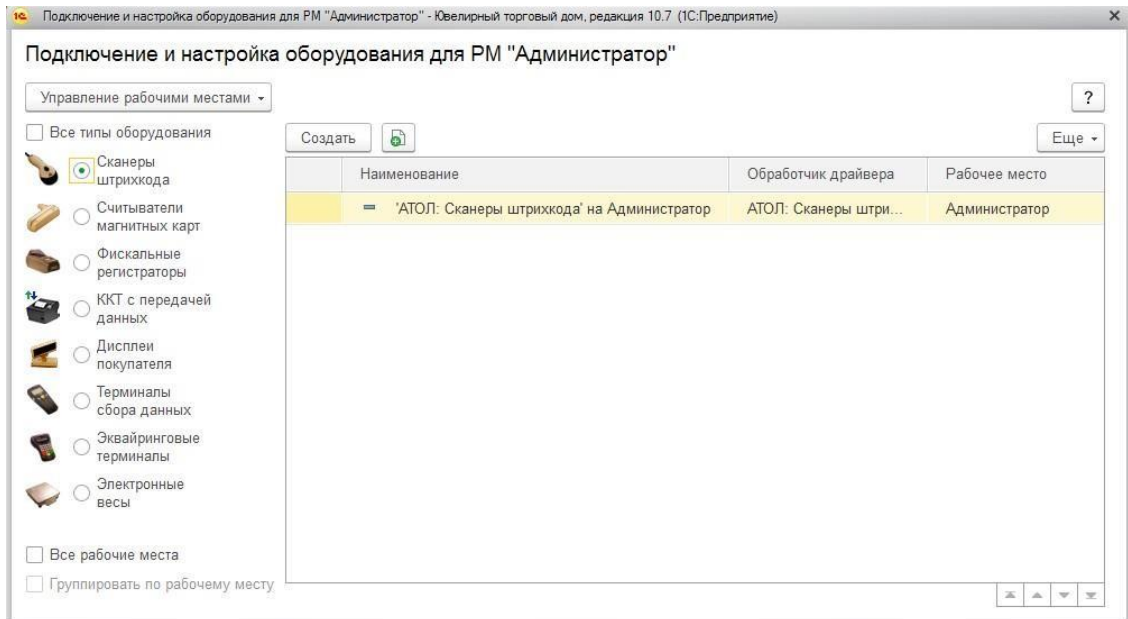 1С Подключение и настройка оборудования для РМ "Администратор" - Ювелирный торговый дом, редакция 10.7 (1С:Предприятие)
Подключение и настройка оборудования для РМ "Администратор"
Управление рабочими местами
?
Все типы оборудования
Создать
Еще
Сканеры
штрихкода
Считыватели
магнитных карт
Фискальные
регистраторы
ККТ с передачей
данных
Дисплеи
покупателя
Терминалы
сбора данных
Эквайринговые
терминалы
Электронные
весы
Все рабочие места
Группировать по рабочему месту
Наименование Обработчик драйвера Рабочее место
'АТОЛ: Сканеры штрихкода' на Администратор АТОЛ: Сканеры штри... Администратор